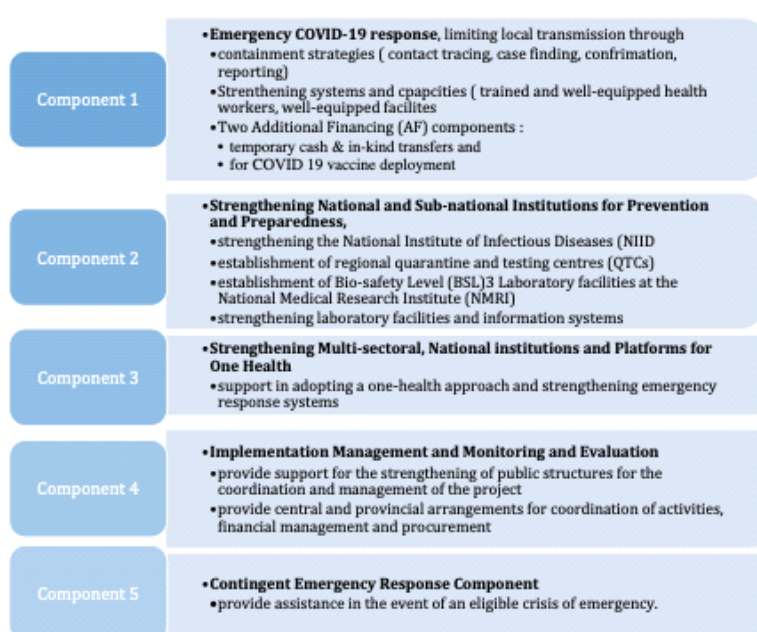 Component 1
•Emergency COVID-19 response, limiting local transmission through
•containment strategies ( contact tracing, case finding, confrimation,
reporting)
•Strenthening systems and cpapcities ( trained and well-equipped health
workers, well-equipped facilites
•Two Additional Financing (AF) components :
• temporary cash & in-kind transfers and
• for COVID 19 vaccine deployment
Component 2
•Strengthening National and Sub-national Institutions for Prevention
and Preparedness,
•strengthening the National Institute of Infectious Diseases (NIID
•establishment of regional quarantine and testing centres (QTCs)
•establishment of Bio-safety Level (BSL)3 Laboratory facilities at the
National Medical Research Institute (NMRI)
•strengthening laboratory facilities and information systems
Component 3
•Strengthening Multi-sectoral, National institutions and Platforms for
One Health
•support in adopting a one-health approach and strengthening emergency
response systems
Component 4
•Implementation Management and Monitoring and Evaluation
•provide support for the strengthening of public structures for the
coordination and management of the project
•provide central and provincial arrangements for coordination of activities,
financial management and procurement
Component 5
•Contingent Emergency Response Component
•provide assistance in the event of an eligible crisis of emergency.